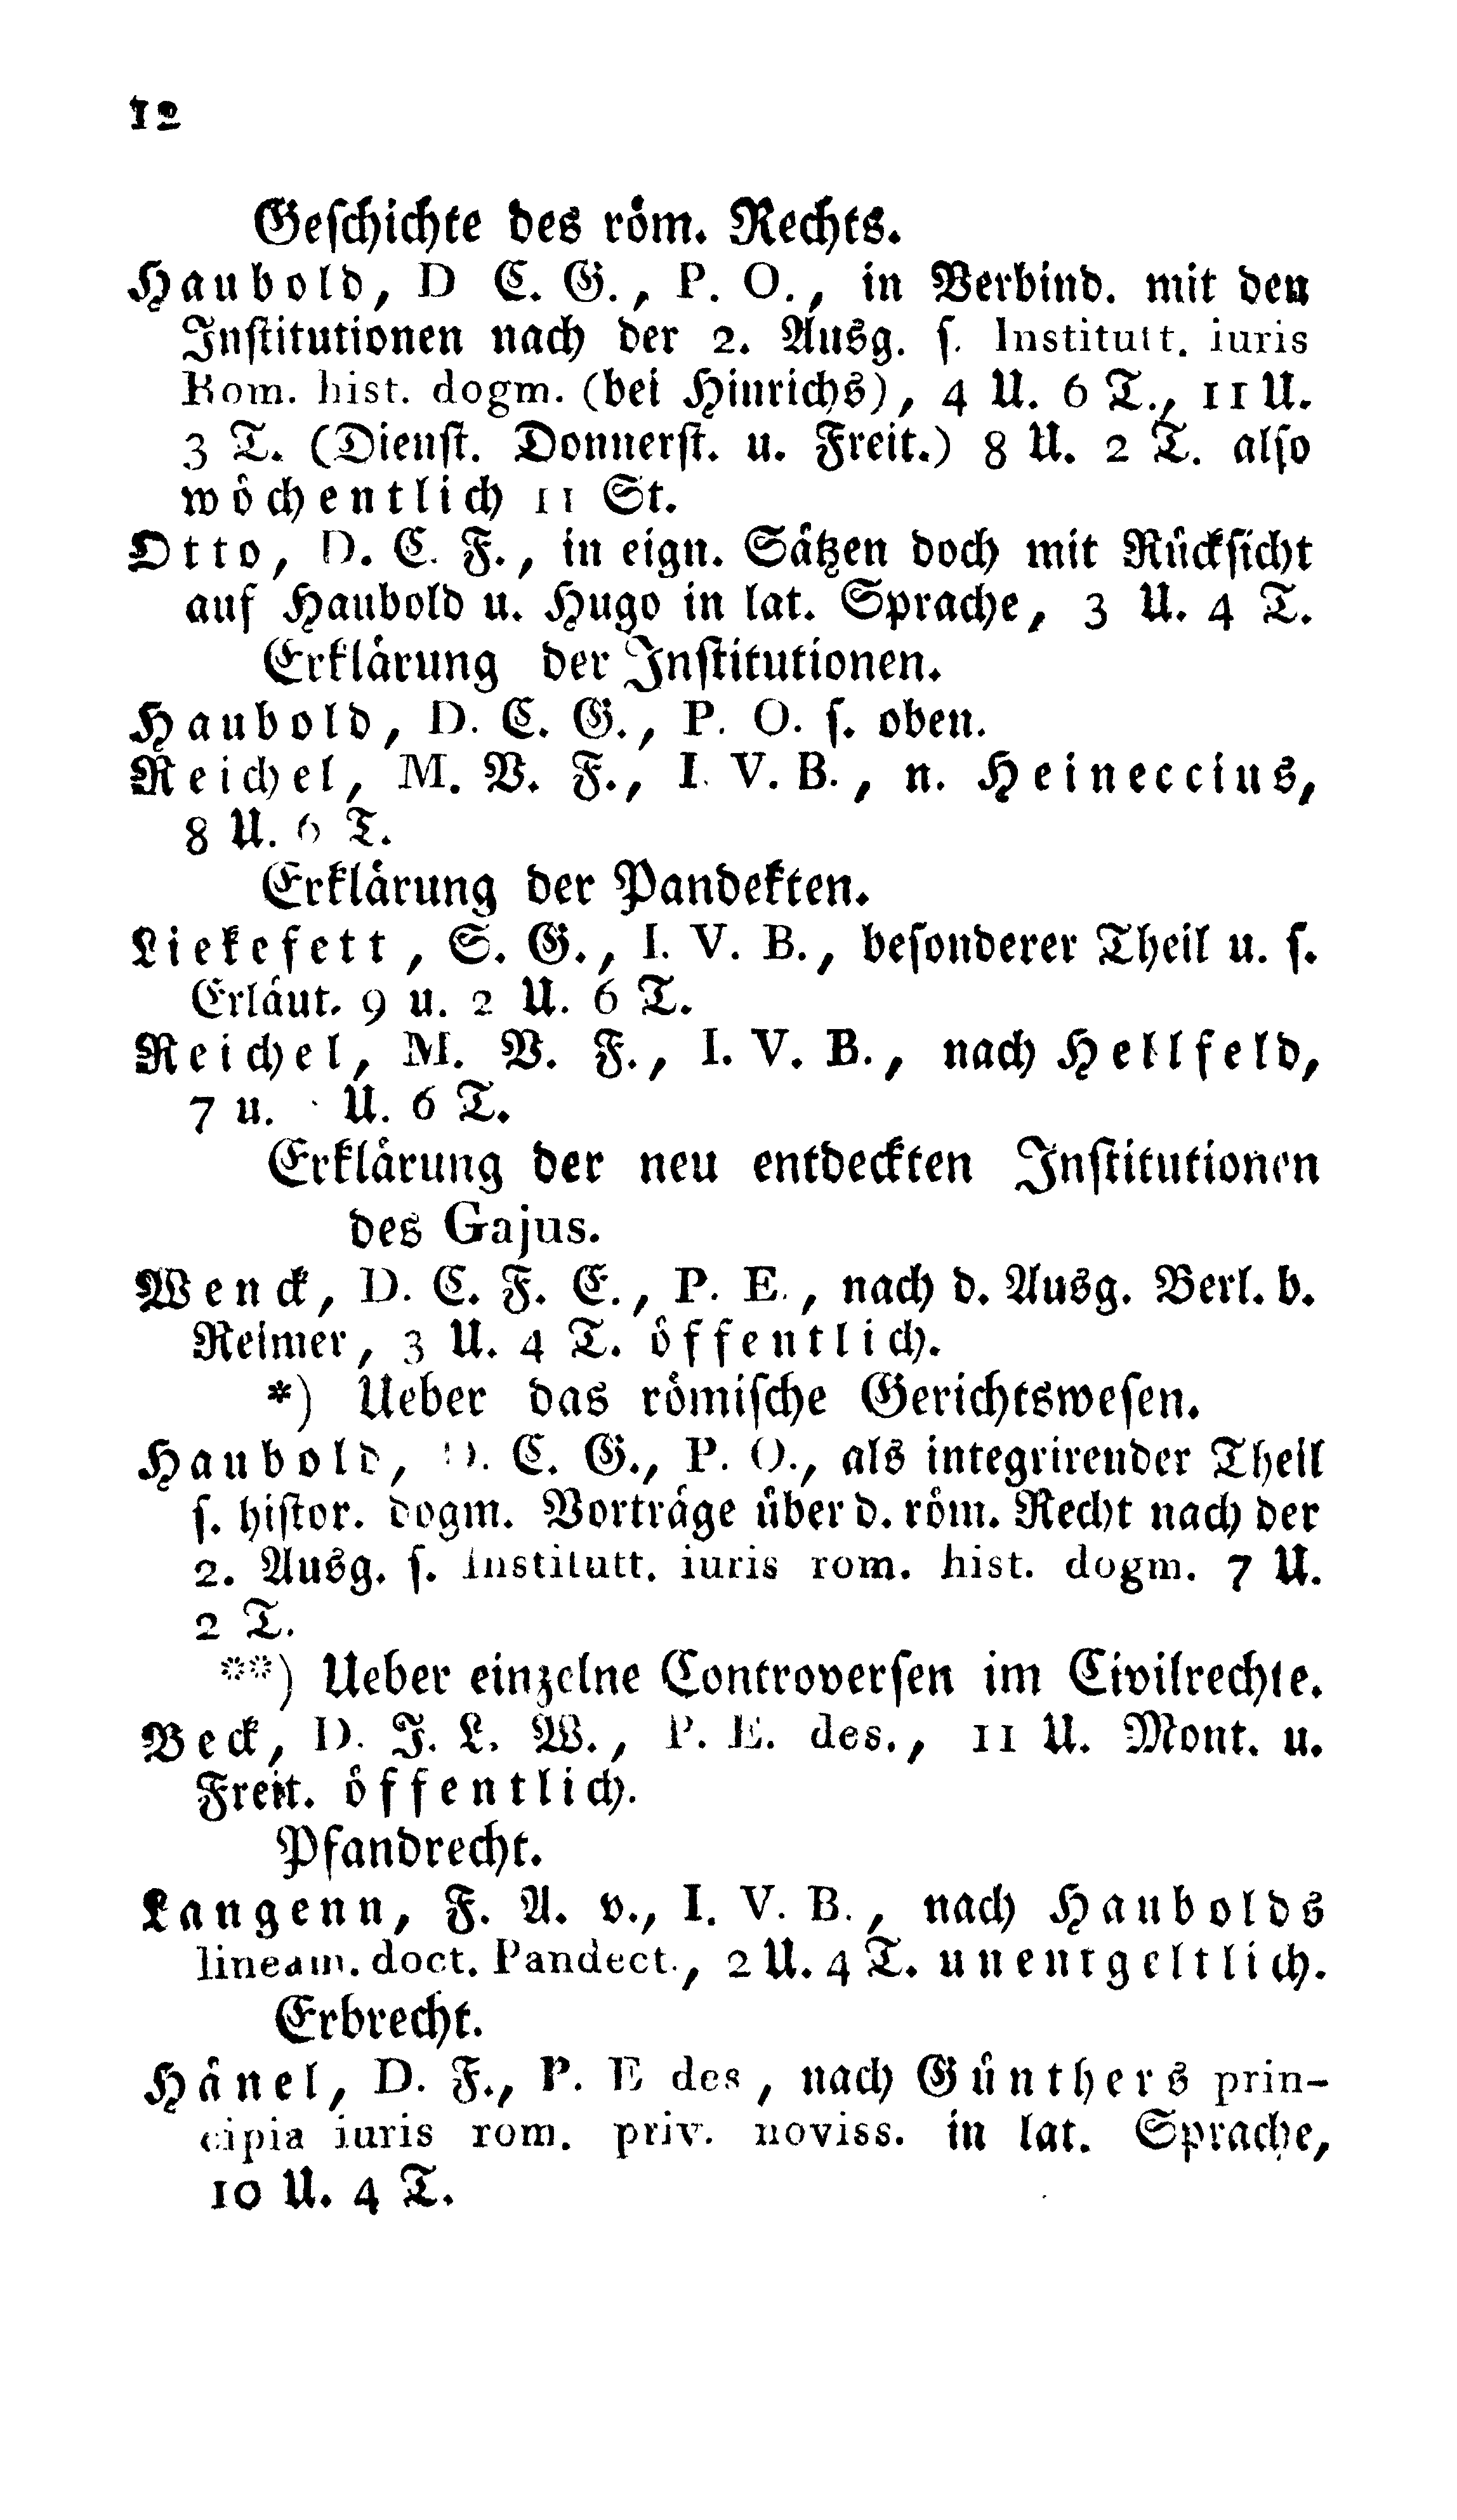 12
Geſchichte des röm. Rechts.
Haubold, D C. G., P. O., in Verbind. mit den
Inſtitutionen nach der 2. Ausg. ſ. Institutt. iuris
Rom. hist. dogm. (bei Hinrichs), 4 U. 6 T., 11 U.
3 T. (Dienſt. Donnerſt. u. Freit.) 8 U. 2 T. alſo
wöchentlich 11 St.
Otto, D. C. F., in eign. Sätzen doch mit Rückſicht
auf Haubold u. Hugo in lat. Sprache, 3 U. 4 T.
Erklärung der Inſtitutionen.
Haubold, D. C. G., P. O. ſ. oben.
Reichel, M. V. F., I. V. B., n. Heineccius,
8 U. 6 T.
Erklärung der Pandekten.
Liekefett, S. G., I. V. B., beſonderer Theil u. ſ.
Erläut. 9 u. 2 U. 6 T.
Reichel, M. V. F., I. V. B., nach Hellfeld,
7 u. U. 6 T.
Erklärung der neu entdeckten Inſtitutionen
des Gajus.
Wenck, D. C. F. C., P. E., nach d. Ausg. Berl. b.
Reimer, 3 U. 4 T. öffentlich.
*) Ueber das römiſche Gerichtsweſen.
Haubold, D. C. G., P. O., als integrirender Theil
ſ. hiſtor. dogm. Vorträge über d. röm. Recht nach der
2. Ausg. ſ. Institutt. iuris rom. hist. dogm. 7 U.
2 T.
**) Ueber einzelne Controverſen im Civilrechte.
Beck, D. J. L. W., P. E. des., 11 U. Mont. u.
Freit. öffentlich.
Pfandrecht.
Langenn, F. A. v., I. V. B., nach Haubolds
lineam. doct. Pandect., 2 U. 4 T. unentgeltlich.
Erbrecht.
Hänel, D. F., P. E des, nach Günthers prin-
cipia iuris rom. priv. noviss. in lat. Sprache,
10 U. 4 T.